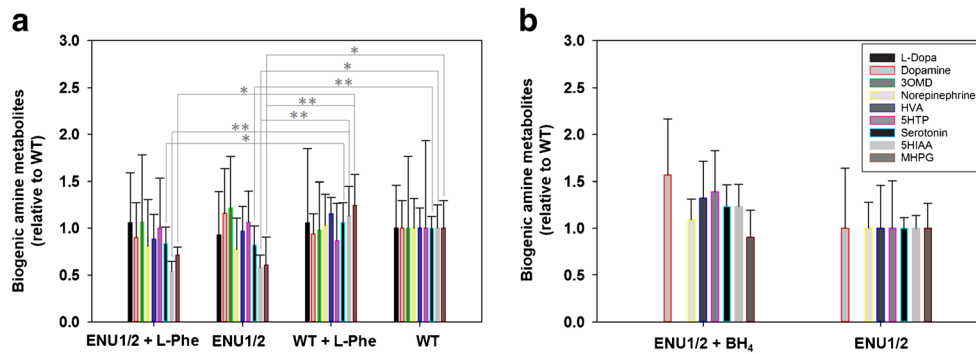 a
Biogenic amine metabolites
(relative to WT)
3.0
2.5
2.0
1.5
1.0
0.5
0.0
*
*
**
*
**
**
**
*
ENU1/2 + L-Phe
ENU1/2
WT + L-Phe
WT
b
Biogenic amine metabolites
(relative to WT)
3.0
2.5
2.0
1.5
1.0
0.5
0.0
L-Dopa
Dopamine
3OMD
Norepinephrine
HVA
5HTP
Serotonin
5HIAA
MHPG
ENU1/2 + BH₄
ENU1/2